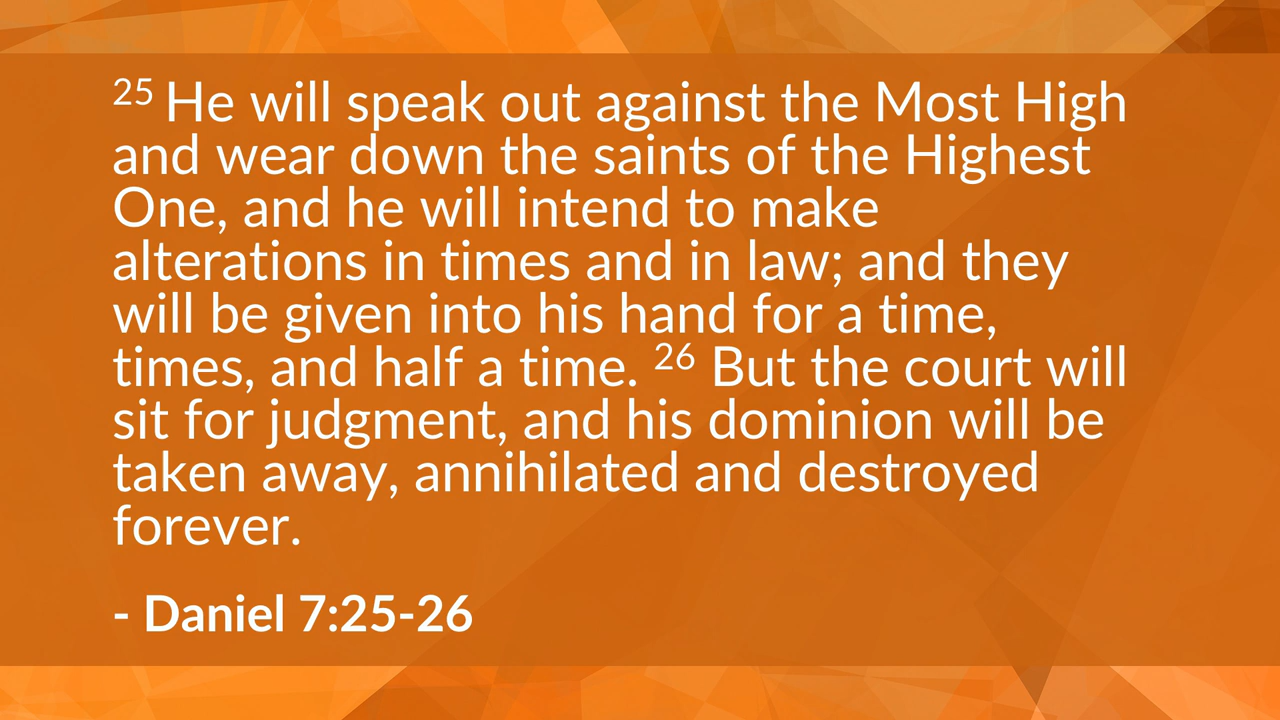 25 He will speak out against the Most High
and wear down the saints of the Highest
One, and he will intend to make
alterations in times and in law; and they
will be given into his hand for a time,
times, and half a time. 26 But the court will
sit for judgment, and his dominion will be
taken away, annihilated and destroyed
forever.
- Daniel 7:25-26